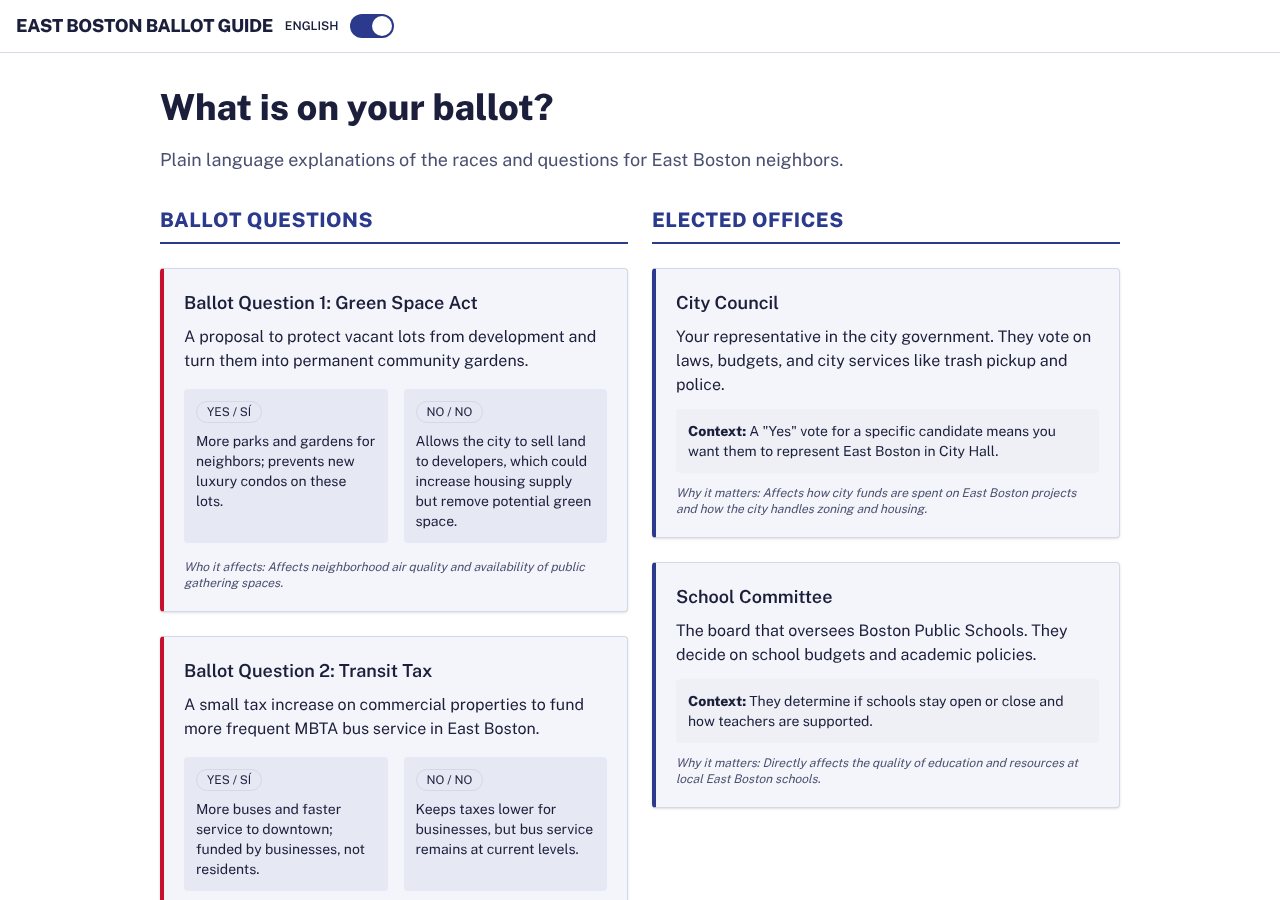 EAST BOSTON BALLOT GUIDE ENGLISH
What is on your ballot?
Plain language explanations of the races and questions for East Boston neighbors.
BALLOT QUESTIONS
Ballot Question 1: Green Space Act
A proposal to protect vacant lots from development and
turn them into permanent community gardens.
YES / SÍ
More parks and gardens for
neighbors; prevents new
luxury condos on these
lots.
NO / NO
Allows the city to sell land
to developers, which could
increase housing supply
but remove potential green
space.
Who it affects: Affects neighborhood air quality and availability of public
gathering spaces.
Ballot Question 2: Transit Tax
A small tax increase on commercial properties to fund
more frequent MBTA bus service in East Boston.
YES / SÍ
More buses and faster
service to downtown;
funded by businesses, not
residents.
NO / NO
Keeps taxes lower for
businesses, but bus service
remains at current levels.
ELECTED OFFICES
City Council
Your representative in the city government. They vote on
laws, budgets, and city services like trash pickup and
police.
Context: A "Yes" vote for a specific candidate means you
want them to represent East Boston in City Hall.
Why it matters: Affects how city funds are spent on East Boston projects
and how the city handles zoning and housing.
School Committee
The board that oversees Boston Public Schools. They
decide on school budgets and academic policies.
Context: They determine if schools stay open or close and
how teachers are supported.
Why it matters: Directly affects the quality of education and resources at
local East Boston schools.